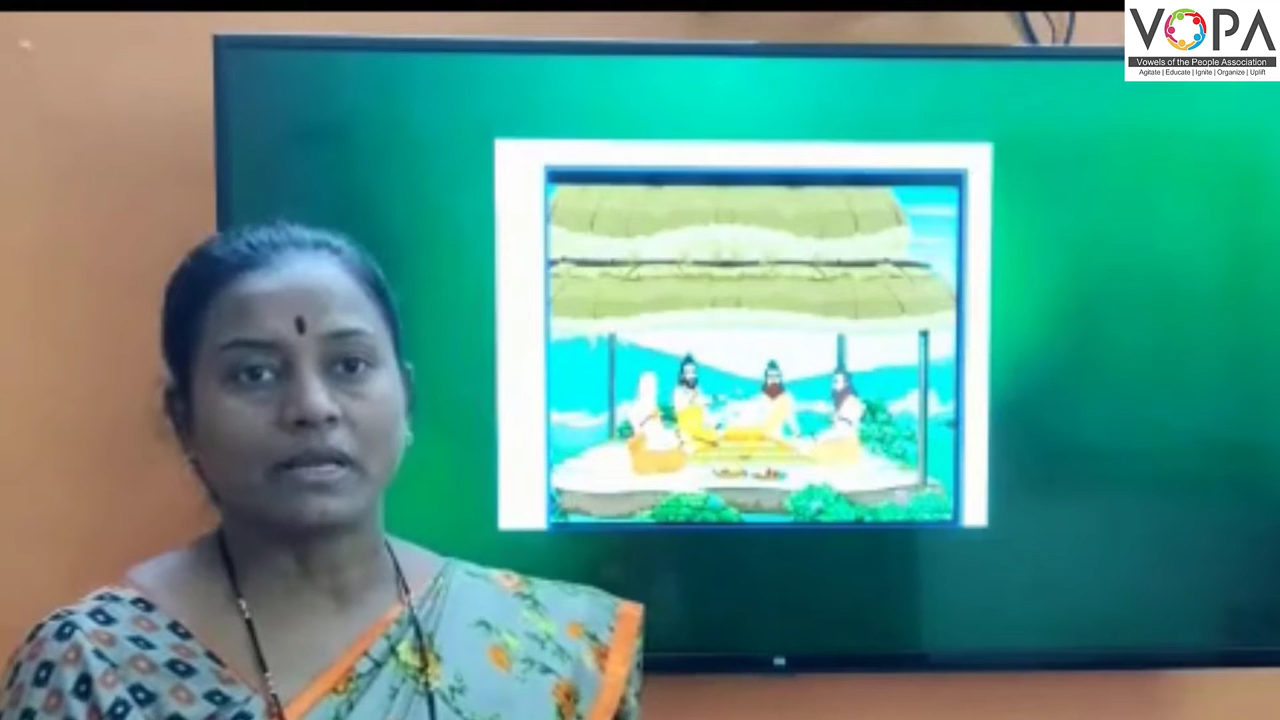 VOPA
Vowels of the People Association
Agitate | Educate | Ignite | Organize | Uplift